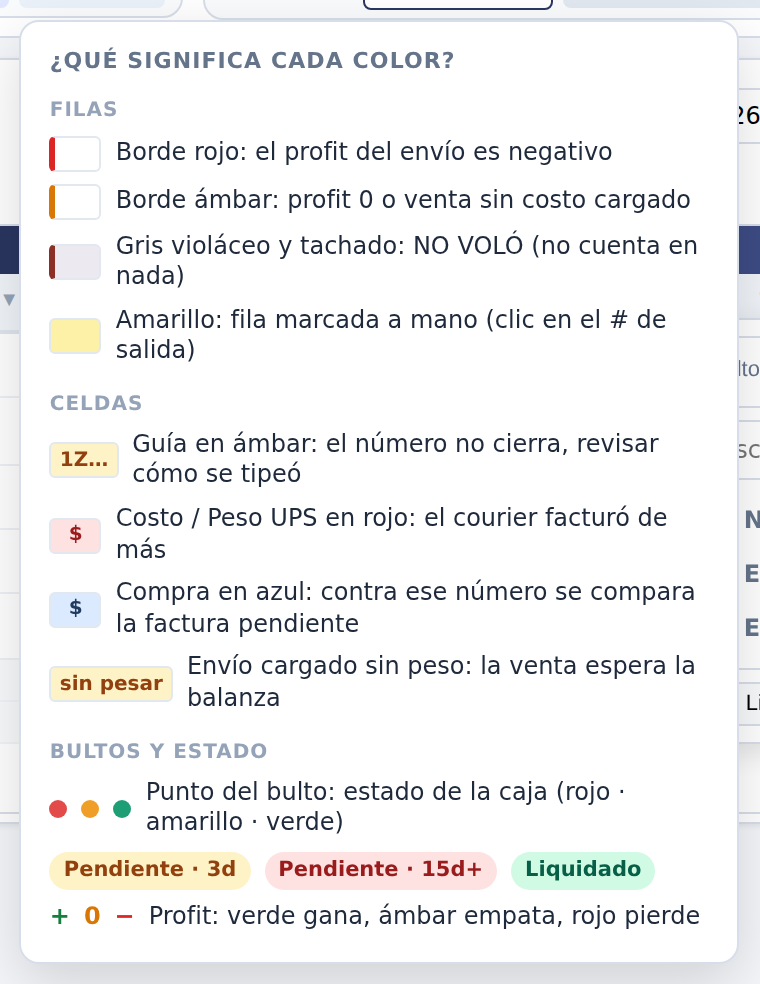 ¿QUÉ SIGNIFICA CADA COLOR?
FILAS
Borde rojo: el profit del envío es negativo
Borde ámbar: profit 0 o venta sin costo cargado
Gris violáceo y tachado: NO VOLÓ (no cuenta en
nada)
Amarillo: fila marcada a mano (clic en el # de
salida)
CELDAS
1Z… Guía en ámbar: el número no cierra, revisar
cómo se tipeó
$ Costo / Peso UPS en rojo: el courier facturó de
más
$ Compra en azul: contra ese número se compara
la factura pendiente
sin pesar Envío cargado sin peso: la venta espera la
balanza
BULTOS Y ESTADO
Punto del bulto: estado de la caja (rojo ·
amarillo · verde)
Pendiente · 3d Pendiente · 15d+ Liquidado
+ 0 − Profit: verde gana, ámbar empata, rojo pierde